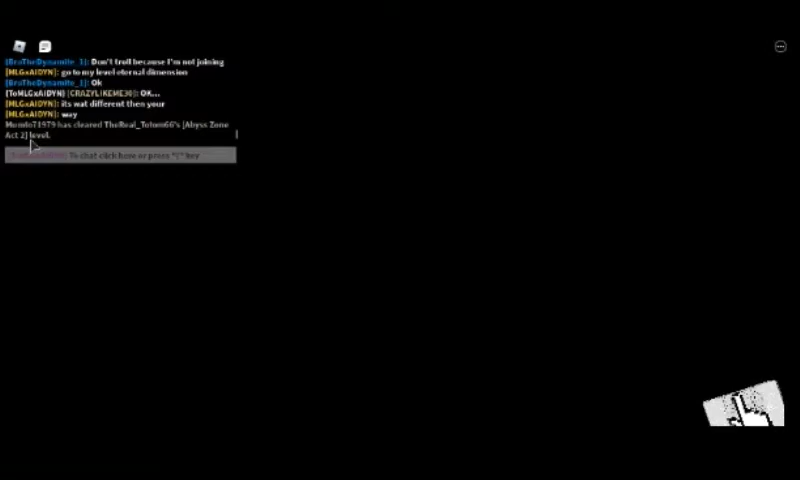 [BroTheDynamite_1]: Don't troll because I'm not joining
[MLGxAIDYN]: go to my level eternal dimension
[BroTheDynamite_1]: Ok
(ToMLGxAIDYN) [CRAZYLIKEME30]: OK...
[MLGxAIDYN]: its wat different then your
[MLGxAIDYN]: way
has cleared TheReal_Totom66's [Abyss Zone
Act 2] level.
To chat click here or press "/" key